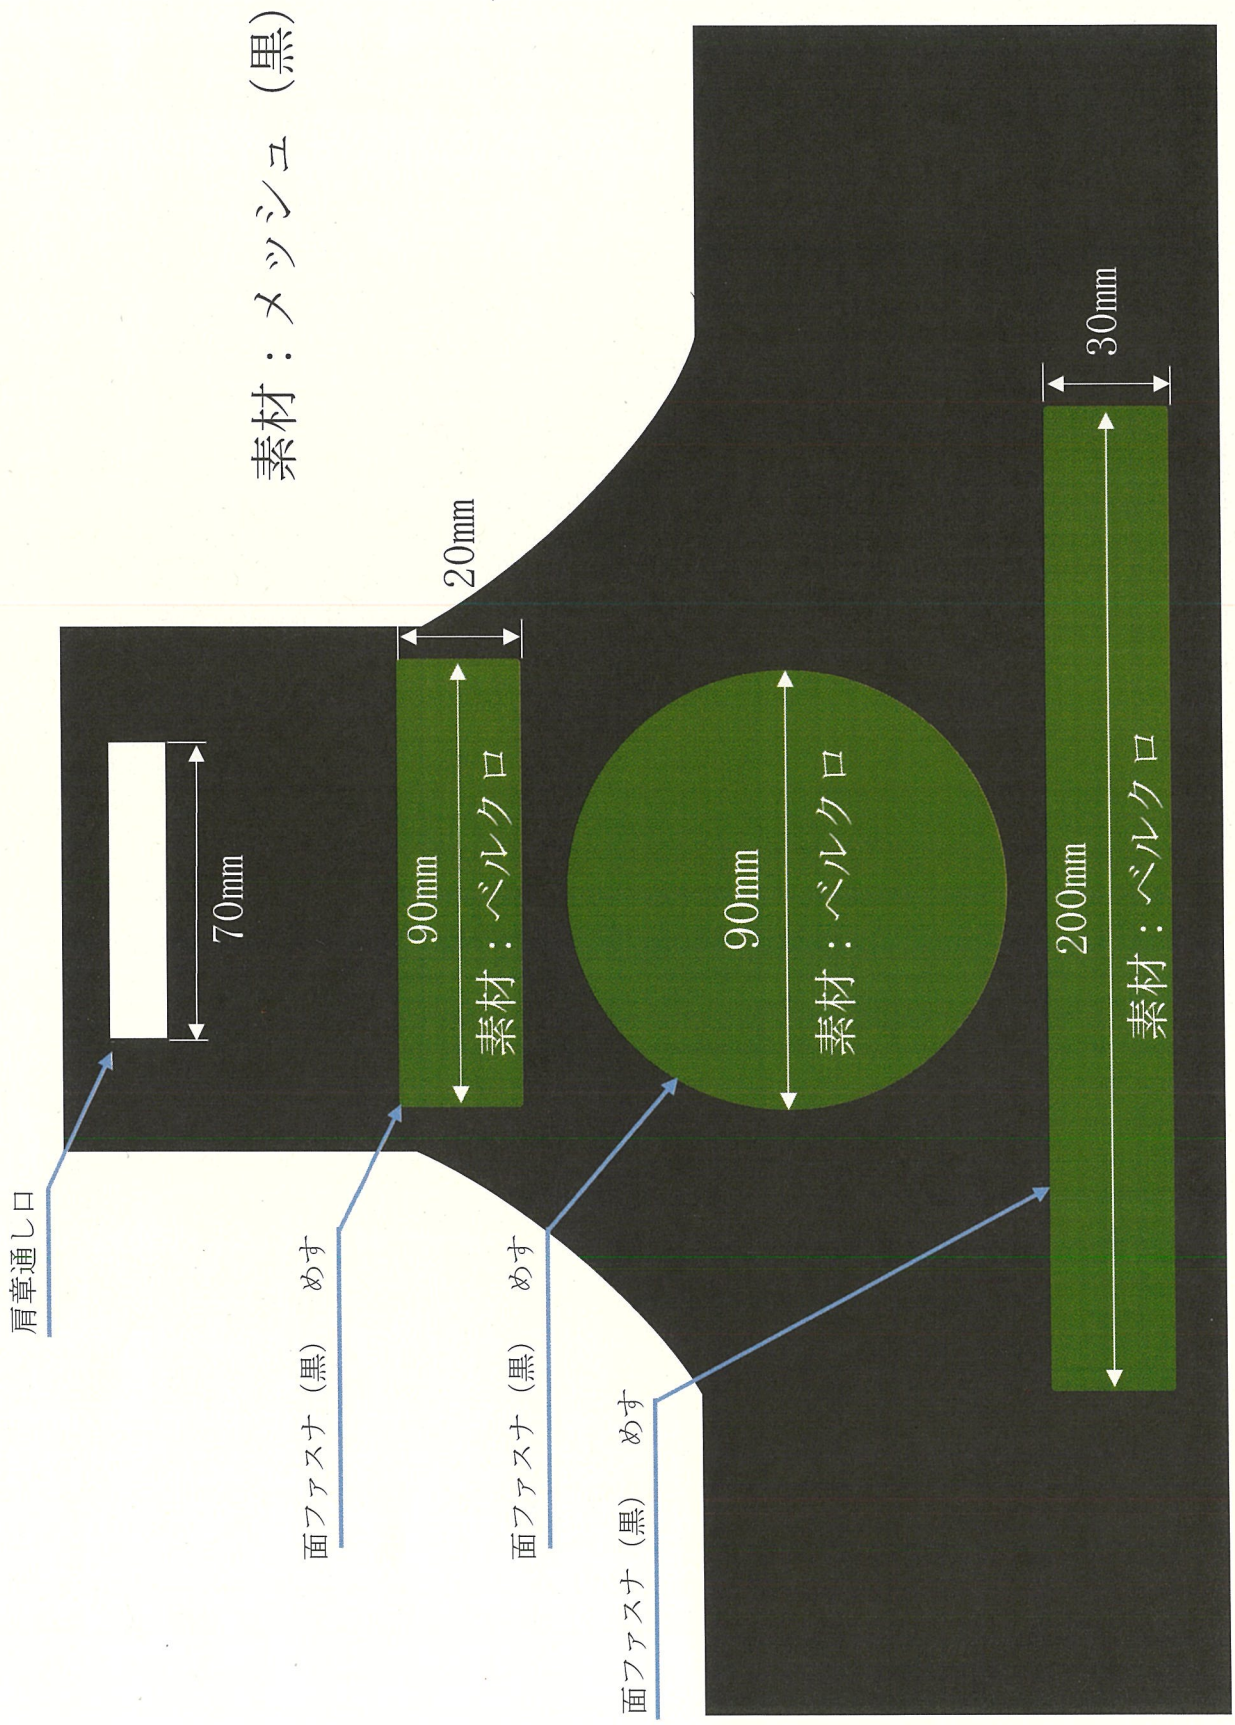 素材：メッシュ（黒）
肩章通し口
70mm
面ファスナ（黒）　めす
90mm
20mm
素材：ベルクロ
面ファスナ（黒）　めす
90mm
素材：ベルクロ
面ファスナ（黒）　めす
200mm
30mm
素材：ベルクロ